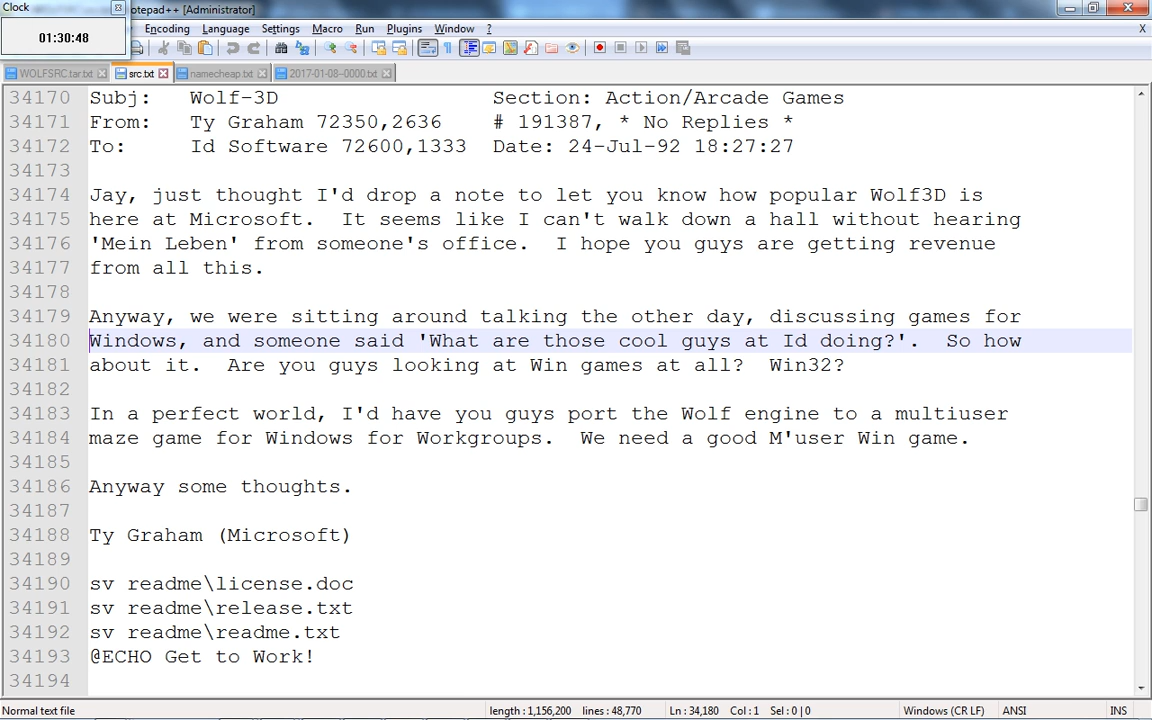 Clock
otepad++ [Administrator]
01:30:48
Encoding Language Settings Macro Run Plugins Window ? X
WOLFSRC.tar.txt src.txt namecheap.txt 2017-01-08--0000.txt
34170 Subj: Wolf-3D Section: Action/Arcade Games
34171 From: Ty Graham 72350,2636 # 191387, * No Replies *
34172 To: Id Software 72600,1333 Date: 24-Jul-92 18:27:27
34173
34174 Jay, just thought I'd drop a note to let you know how popular Wolf3D is
34175 here at Microsoft. It seems like I can't walk down a hall without hearing
34176 'Mein Leben' from someone's office. I hope you guys are getting revenue
34177 from all this.
34178
34179 Anyway, we were sitting around talking the other day, discussing games for
34180 Windows, and someone said 'What are those cool guys at Id doing?'. So how
34181 about it. Are you guys looking at Win games at all? Win32?
34182
34183 In a perfect world, I'd have you guys port the Wolf engine to a multiuser
34184 maze game for Windows for Workgroups. We need a good M'user Win game.
34185
34186 Anyway some thoughts.
34187
34188 Ty Graham (Microsoft)
34189
34190 sv readme\license.doc
34191 sv readme\release.txt
34192 sv readme\readme.txt
34193 @ECHO Get to Work!
34194
Normal text file length : 1,156,200 lines : 48,770 Ln : 34,180 Col : 1 Sel : 0 | 0 Windows (CR LF) ANSI INS